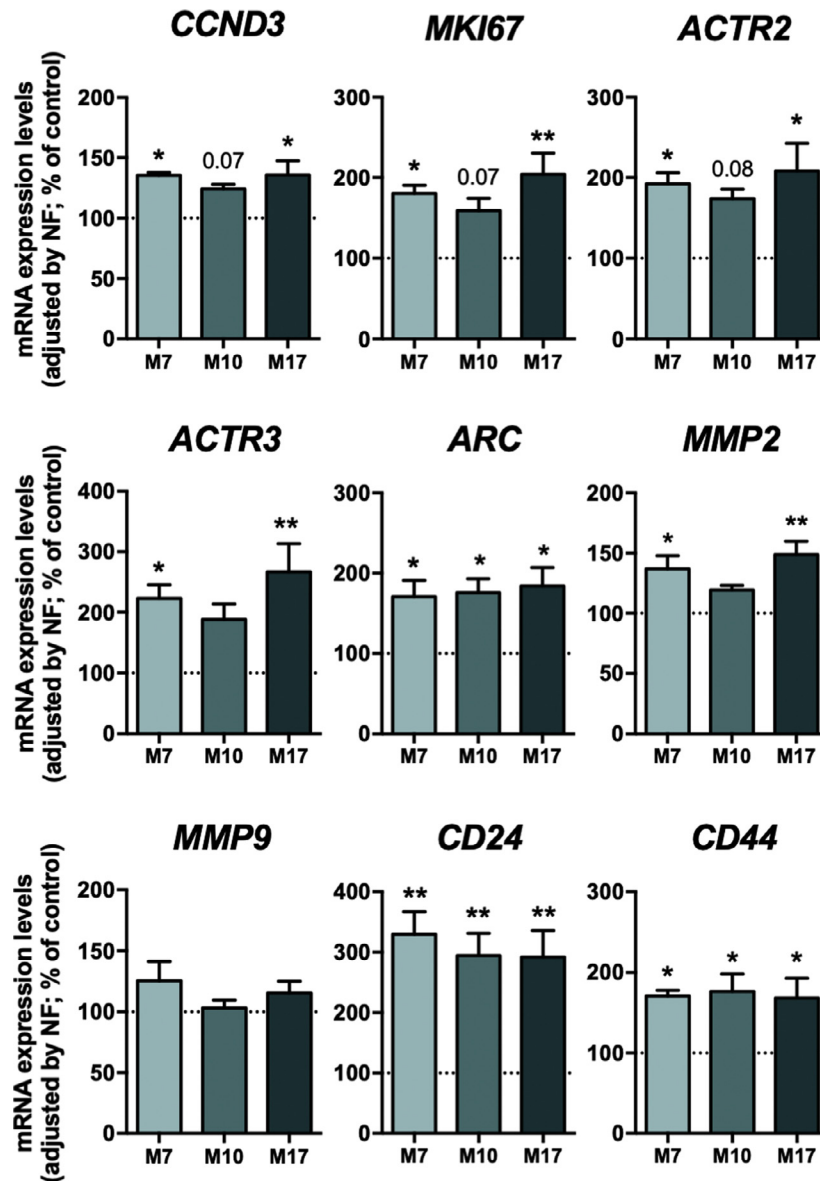 CCND3 MKI67 ACTR2
mRNA expression levels
(adjusted by NF; % of control)
200
150
100
50
0
* 0.07 *
M7 M10 M17
300
200
100
0
* 0.07 **
M7 M10 M17
300
200
100
0
* 0.08 *
M7 M10 M17
ACTR3 ARC MMP2
mRNA expression levels
(adjusted by NF; % of control)
400
300
200
100
0
* **
M7 M10 M17
300
200
100
0
* * *
M7 M10 M17
200
150
100
50
0
* **
M7 M10 M17
MMP9 CD24 CD44
mRNA expression levels
(adjusted by NF; % of control)
200
150
100
50
0
M7 M10 M17
400
300
200
100
0
** ** **
M7 M10 M17
300
200
100
0
* * *
M7 M10 M17